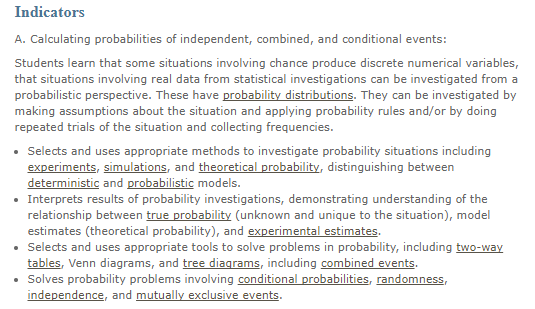 Indicators
A. Calculating probabilities of independent, combined, and conditional events:
Students learn that some situations involving chance produce discrete numerical variables,
that situations involving real data from statistical investigations can be investigated from a
probabilistic perspective. These have probability distributions. They can be investigated by
making assumptions about the situation and applying probability rules and/or by doing
repeated trials of the situation and collecting frequencies.
• Selects and uses appropriate methods to investigate probability situations including
experiments, simulations, and theoretical probability, distinguishing between
deterministic and probabilistic models.
• Interprets results of probability investigations, demonstrating understanding of the
relationship between true probability (unknown and unique to the situation), model
estimates (theoretical probability), and experimental estimates.
• Selects and uses appropriate tools to solve problems in probability, including two-way
tables, Venn diagrams, and tree diagrams, including combined events.
• Solves probability problems involving conditional probabilities, randomness,
independence, and mutually exclusive events.